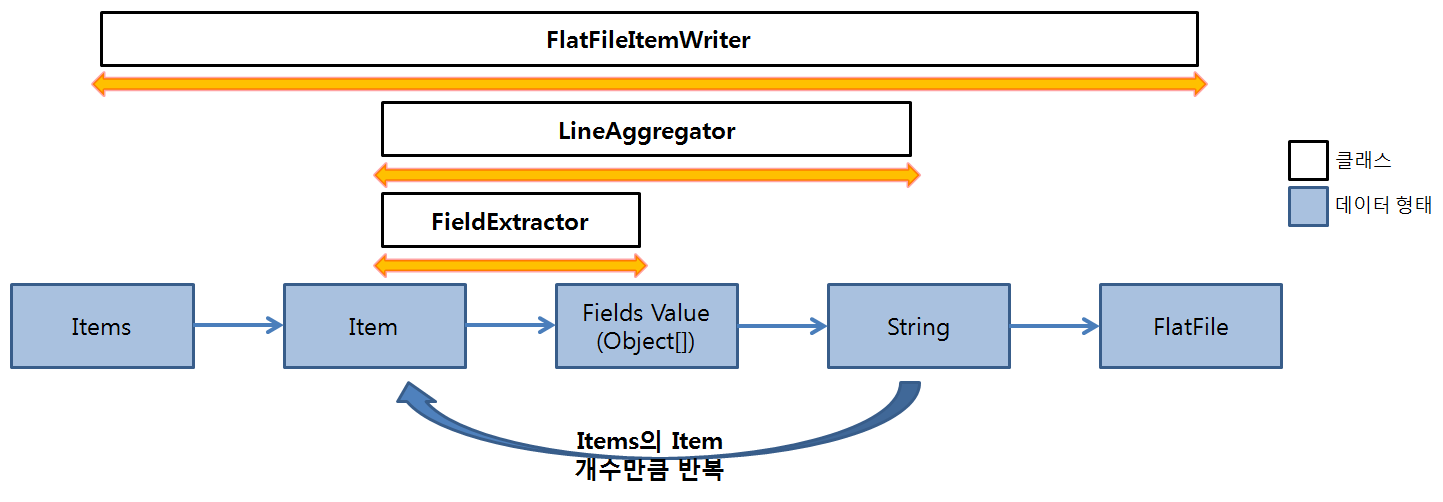 FlatFileItemWriter
LineAggregator
FieldExtractor
클래스
데이터 형태
Items
Item
Fields Value
(Object[])
String
FlatFile
Items의 Item
개수만큼 반복